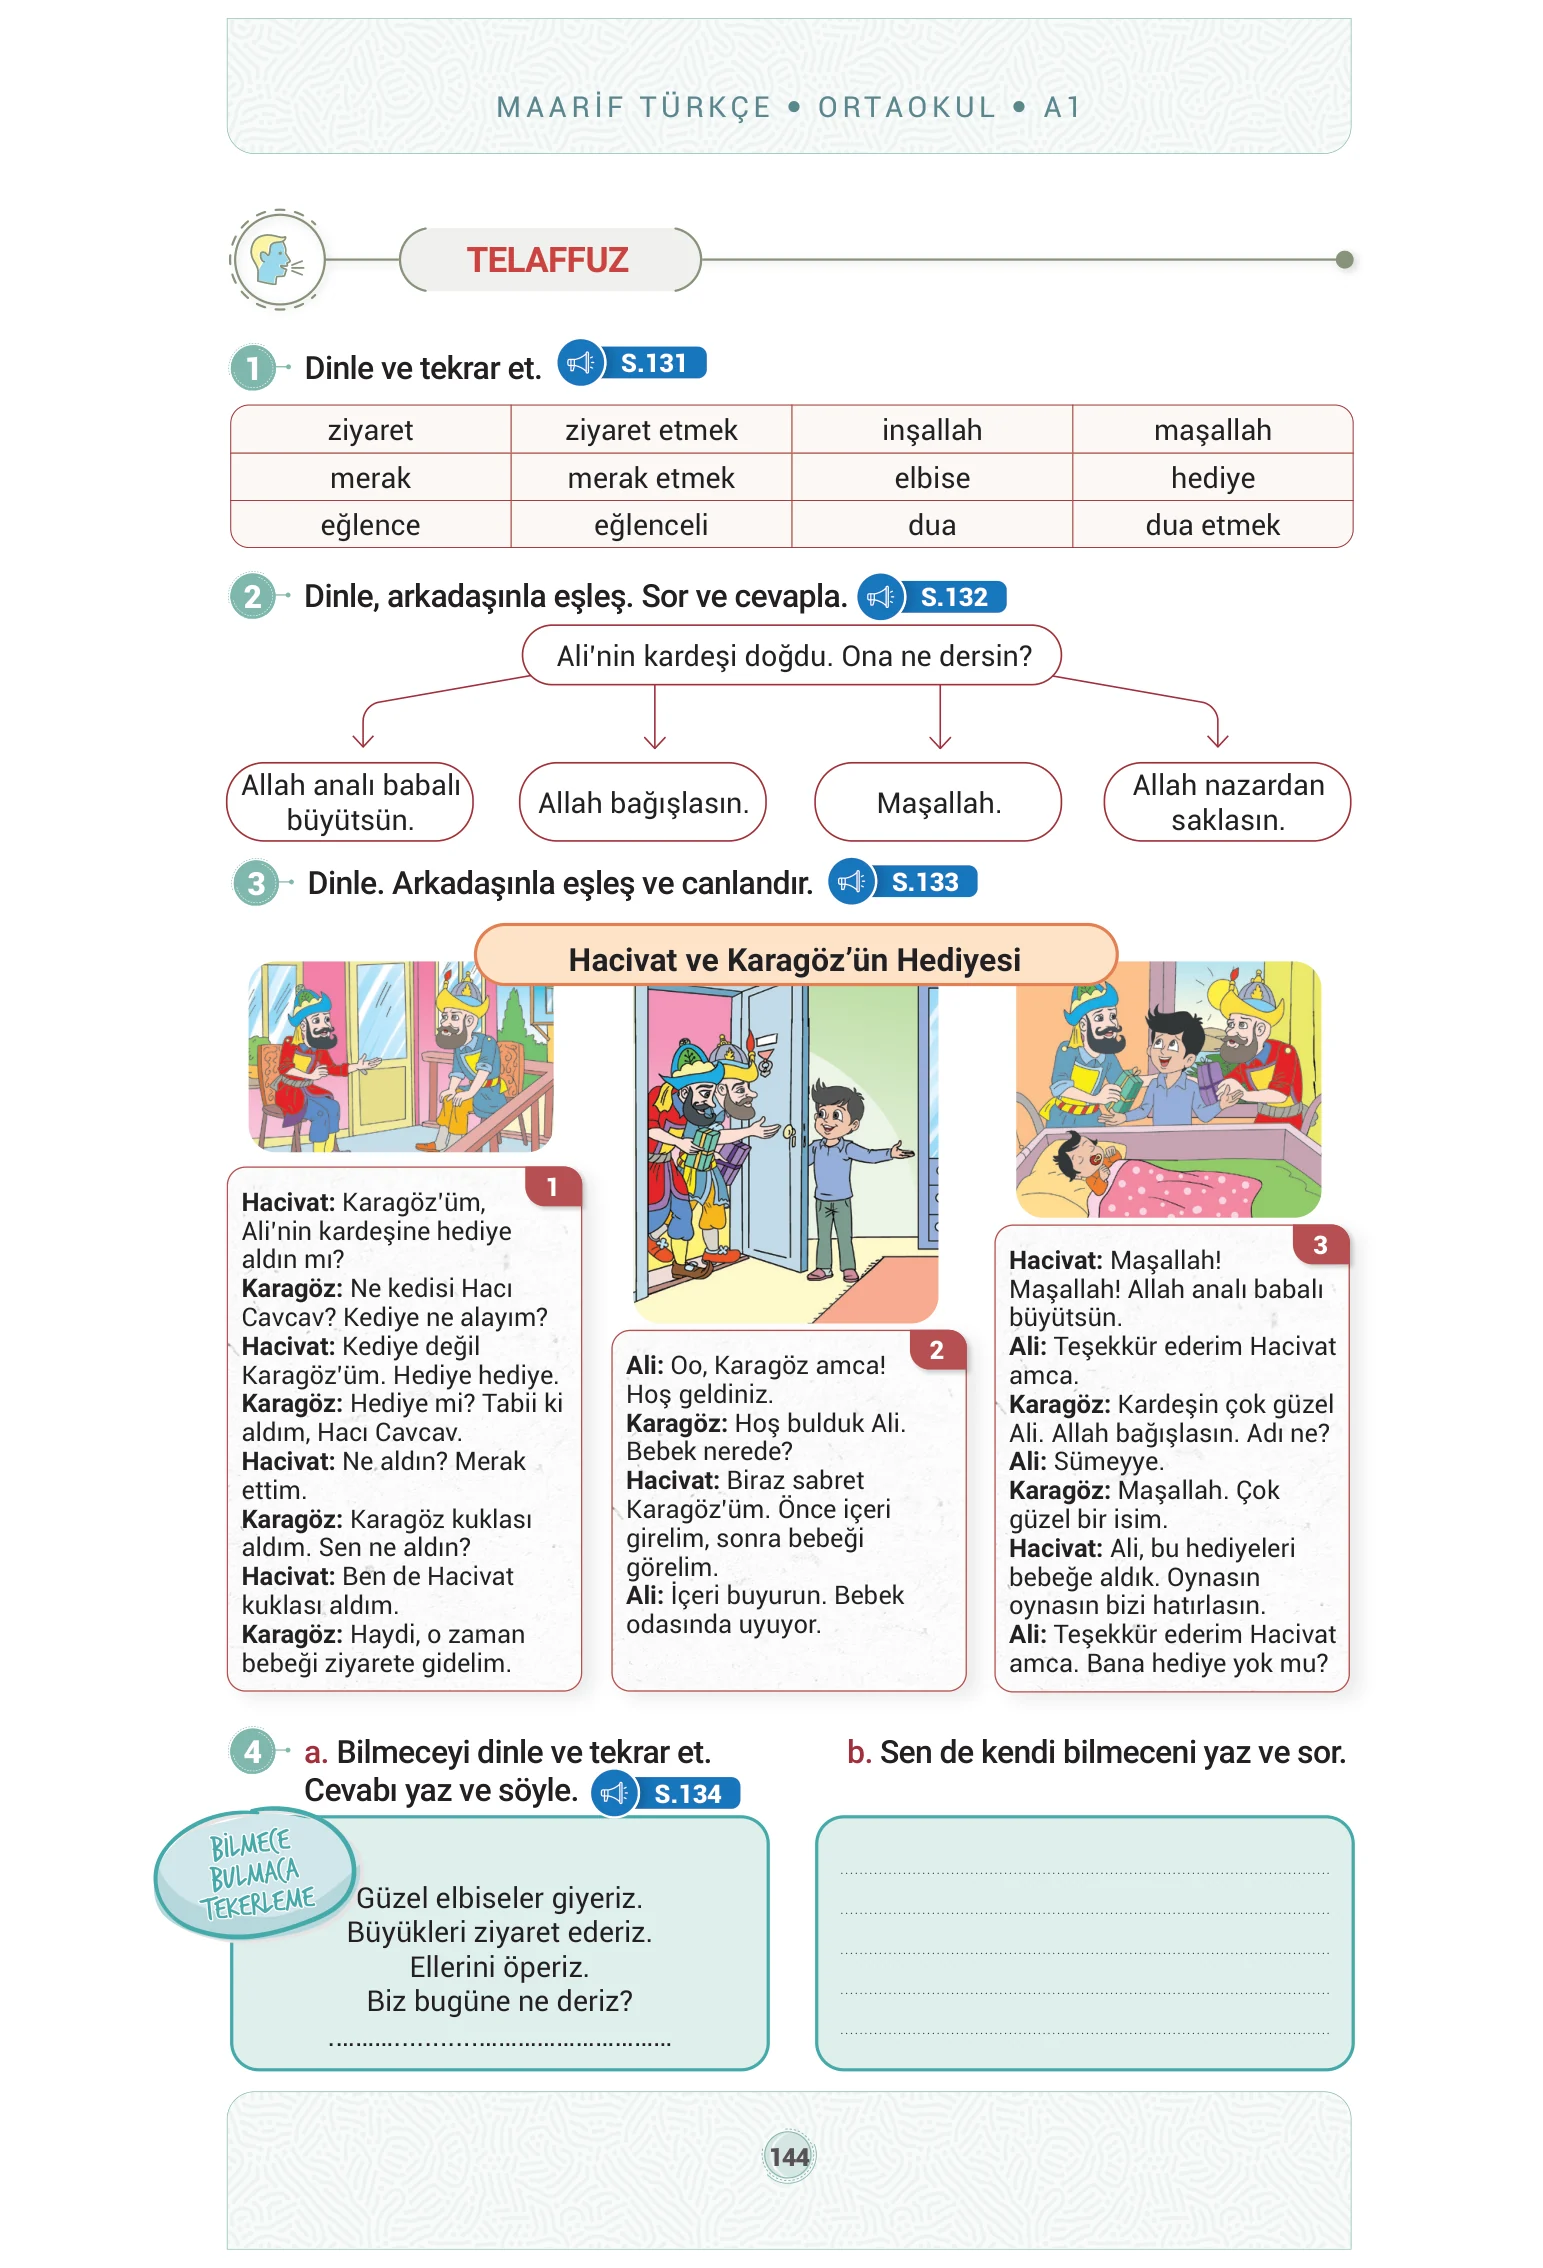 MAARİF TÜRKÇE • ORTAOKUL • A1
TELAFFUZ
1 Dinle ve tekrar et. S.131
ziyaret ziyaret etmek inşallah maşallah
merak merak etmek elbise hediye
eğlence eğlenceli dua dua etmek
2 Dinle, arkadaşınla eşleş. Sor ve cevapla. S.132
Ali'nin kardeşi doğdu. Ona ne dersin?
Allah analı babalı
büyütsün.
Allah bağışlasın.
Maşallah.
Allah nazardan
saklasın.
3 Dinle. Arkadaşınla eşleş ve canlandır. S.133
Hacivat ve Karagöz’ün Hediyesi
1
Hacivat: Karagöz'üm,
Ali'nin kardeşine hediye
aldın mı?
Karagöz: Ne kedisi Hacı
Cavcav? Kediye ne alayım?
Hacivat: Kediye değil
Karagöz'üm. Hediye hediye.
Karagöz: Hediye mi? Tabii ki
aldım, Hacı Cavcav.
Hacivat: Ne aldın? Merak
ettim.
Karagöz: Karagöz kuklası
aldım. Sen ne aldın?
Hacivat: Ben de Hacivat
kuklası aldım.
Karagöz: Haydi, o zaman
bebeği ziyarete gidelim.
2
Ali: Oo, Karagöz amca!
Hoş geldiniz.
Karagöz: Hoş bulduk Ali.
Bebek nerede?
Hacivat: Biraz sabret
Karagöz'üm. Önce içeri
girelim, sonra bebeği
görelim.
Ali: İçeri buyurun. Bebek
odasında uyuyor.
3
Hacivat: Maşallah!
Maşallah! Allah analı babalı
büyütsün.
Ali: Teşekkür ederim Hacivat
amca.
Karagöz: Kardeşin çok güzel
Ali. Allah bağışlasın. Adı ne?
Ali: Sümeyye.
Karagöz: Maşallah. Çok
güzel bir isim.
Hacivat: Ali, bu hediyeleri
bebeğe aldık. Oynasın
oynasın bizi hatırlasın.
Ali: Teşekkür ederim Hacivat
amca. Bana hediye yok mu?
4 a. Bilmeceyi dinle ve tekrar et.
Cevabı yaz ve söyle. S.134
BİLMECE
BULMACA
TEKERLEME
Güzel elbiseler giyeriz.
Büyükleri ziyaret ederiz.
Ellerini öperiz.
Biz bugüne ne deriz?
b. Sen de kendi bilmeceni yaz ve sor.
144